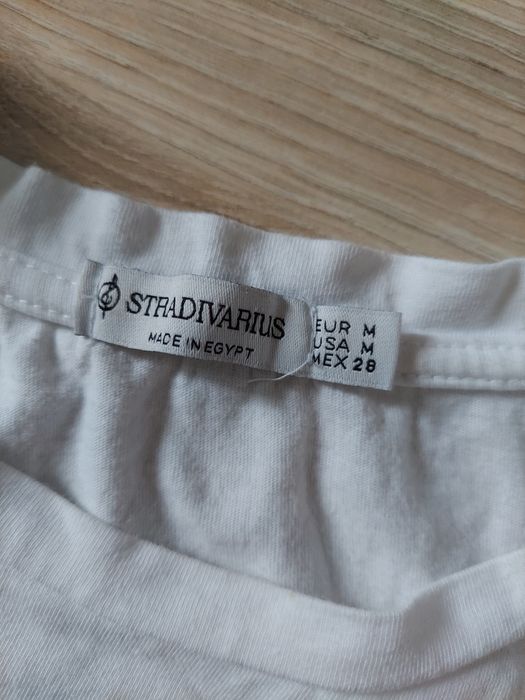 STRADIVARIUS
MADE IN EGYPT
EUR M
USA M
MEX 28